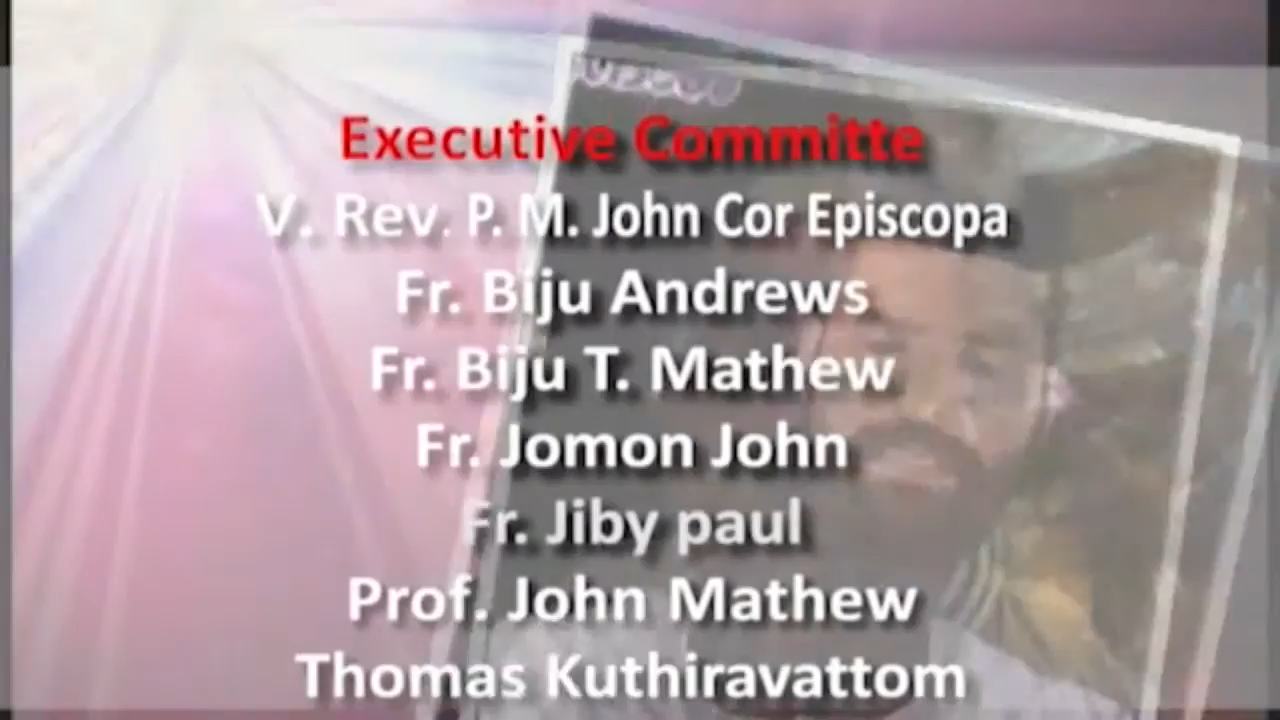 Executive Committe
V. Rev. P. M. John Cor Episcopa
Fr. Biju Andrews
Fr. Biju T. Mathew
Fr. Jomon John
Fr. Jiby paul
Prof. John Mathew
Thomas Kuthiravattom